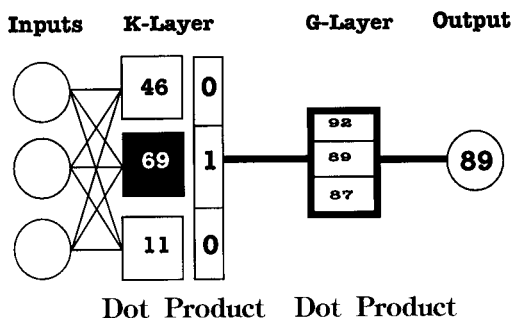 Inputs K-Layer G-Layer Output
46 0
92
69 1 89 89
87
11 0
Dot Product Dot Product